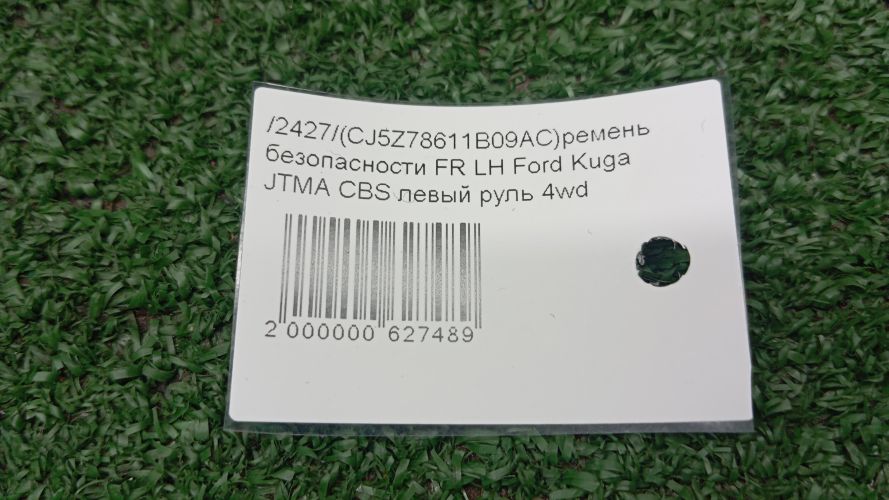 /2427/(CJ5Z78611B09AC)ремень
безопасности FR LH Ford Kuga
JTMA CBS левый руль 4wd
2 000000 627489